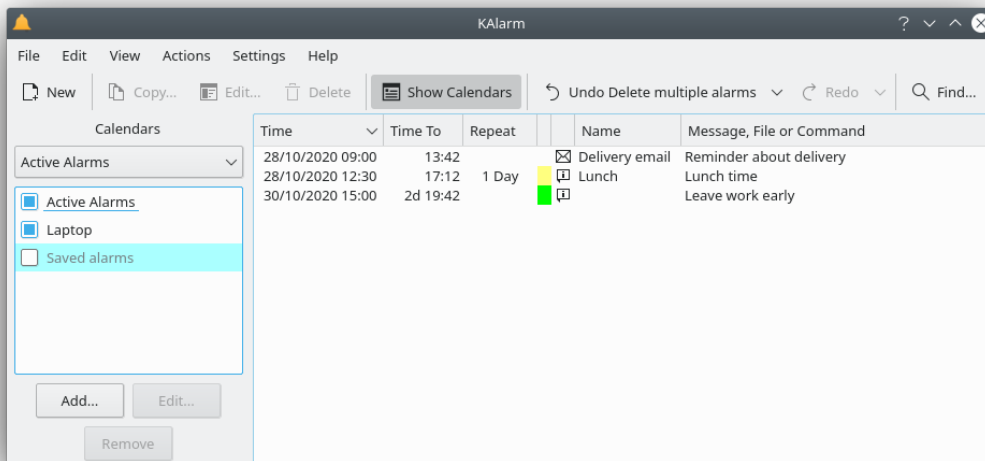 KAlarm
File Edit View Actions Settings Help
New Copy... Edit... Delete Show Calendars Undo Delete multiple alarms Redo Find...
Calendars
Active Alarms
Active Alarms
Laptop
Saved alarms
Add... Edit...
Remove
Time Time To Repeat Name Message, File or Command
28/10/2020 09:00 13:42 Delivery email Reminder about delivery
28/10/2020 12:30 17:12 1 Day Lunch Lunch time
30/10/2020 15:00 2d 19:42 Leave work early